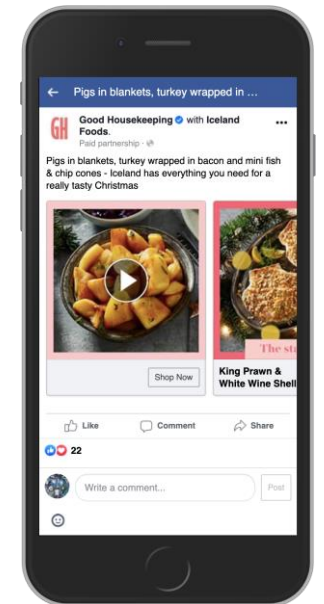 Pigs in blankets, turkey wrapped in …
GH
Good Housekeeping with Iceland
Foods.
Paid partnership ·
Pigs in blankets, turkey wrapped in bacon and mini fish
& chip cones - Iceland has everything you need for a
really tasty Christmas
The sta
Shop Now
King Prawn &
White Wine Shell
Like
Comment
Share
22
Write a comment...
Post